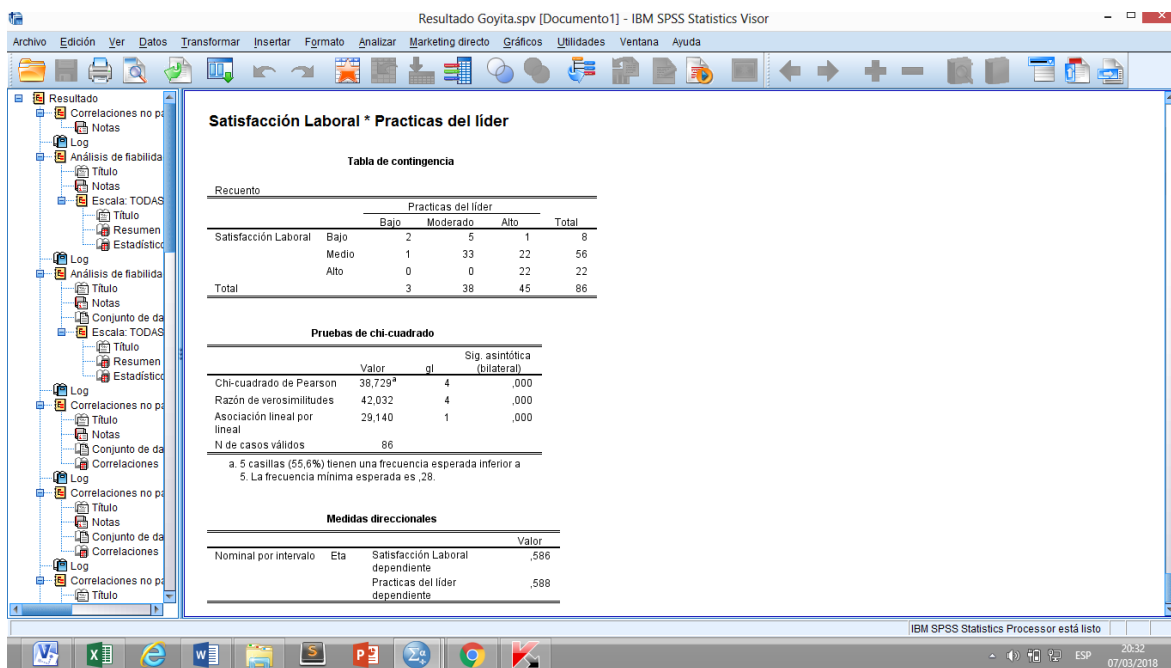 Resultado Goyita.spv [Documento1] - IBM SPSS Statistics Visor
Archivo Edición Ver Datos Transformar Insertar Formato Analizar Marketing directo Gráficos Utilidades Ventana Ayuda
Resultado
Correlaciones no pa
Notas
Log
Análisis de fiabilida
Título
Notas
Escala: TODAS
Título
Resumen
Estadístico
Log
Análisis de fiabilida
Título
Notas
Conjunto de da
Escala: TODAS
Título
Resumen
Estadístico
Log
Correlaciones no pa
Título
Notas
Conjunto de da
Correlaciones
Log
Correlaciones no pa
Título
Notas
Conjunto de da
Correlaciones
Log
Correlaciones no pa
Título
Satisfacción Laboral * Practicas del líder
Tabla de contingencia
Recuento
Practicas del líder
Bajo Moderado Alto Total
Satisfacción Laboral Bajo 2 5 1 8
Medio 1 33 22 56
Alto 0 0 22 22
Total 3 38 45 86
Pruebas de chi-cuadrado
Valor gl Sig. asintótica (bilateral)
Chi-cuadrado de Pearson 38,729a 4 ,000
Razón de verosimilitudes 42,032 4 ,000
Asociación lineal por lineal 29,140 1 ,000
N de casos válidos 86
a. 5 casillas (55,6%) tienen una frecuencia esperada inferior a
5. La frecuencia mínima esperada es ,28.
Medidas direccionales
Valor
Nominal por intervalo Eta Satisfacción Laboral dependiente ,586
Practicas del líder dependiente ,588
IBM SPSS Statistics Processor está listo
ESP
20:32
07/03/2018